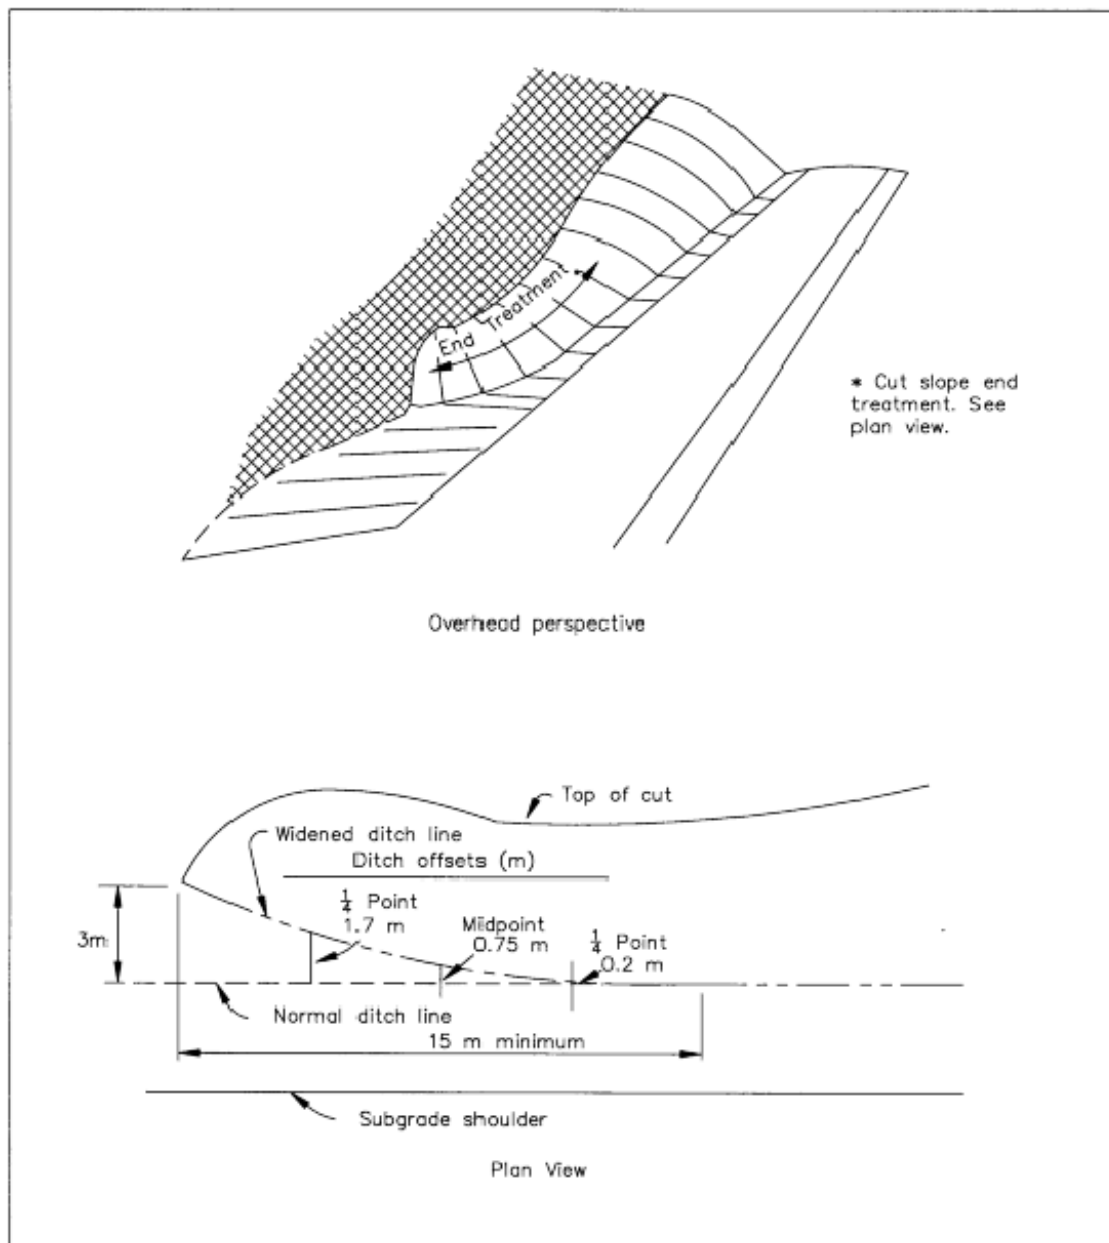 End Treatment *
* Cut slope end
treatment. See
plan view.
Overhead perspective
Top of cut
Widened ditch line
Ditch offsets (m)
1/4 Point
1.7 m
Midpoint
0.75 m
1/4 Point
0.2 m
3m
Normal ditch line
15 m minimum
Subgrade shoulder
Plan View